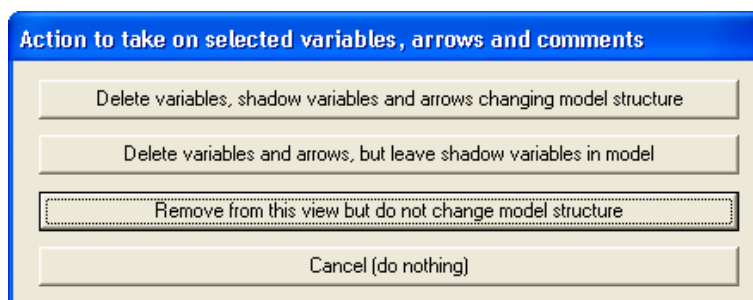 Action to take on selected variables, arrows and comments
Delete variables, shadow variables and arrows changing model structure
Delete variables and arrows, but leave shadow variables in model
Remove from this view but do not change model structure
Cancel (do nothing)